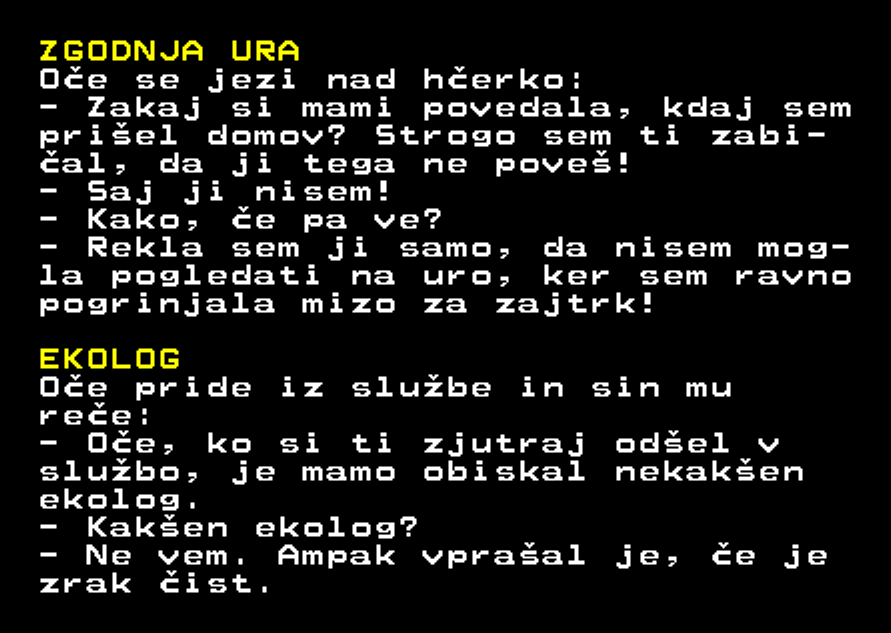 ZGODNJA URA
Oče se jezi nad hčerko:
- Zakaj si mami povedala, kdaj sem
prišel domov? Strogo sem ti zabi-
čal, da ji tega ne poveš!
- Saj ji nisem!
- Kako, če pa ve?
- Rekla sem ji samo, da nisem mog-
la pogledati na uro, ker sem ravno
pogrinjala mizo za zajtrk!
EKOLOG
Oče pride iz službe in sin mu
reče:
- Oče, ko si ti zjutraj odšel v
službo, je mamo obiskal nekakšen
ekolog.
- Kakšen ekolog?
- Ne vem. Ampak vprašal je, če je
zrak čist.